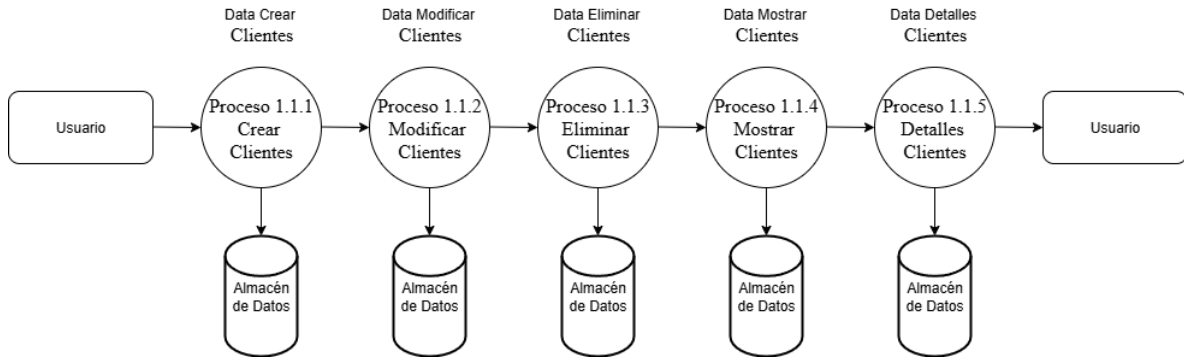 Data Crear
Clientes
Data Modificar
Clientes
Data Eliminar
Clientes
Data Mostrar
Clientes
Data Detalles
Clientes
Usuario
Proceso 1.1.1
Crear
Clientes
Proceso 1.1.2
Modificar
Clientes
Proceso 1.1.3
Eliminar
Clientes
Proceso 1.1.4
Mostrar
Clientes
Proceso 1.1.5
Detalles
Clientes
Usuario
Almacén
de Datos
Almacén
de Datos
Almacén
de Datos
Almacén
de Datos
Almacén
de Datos